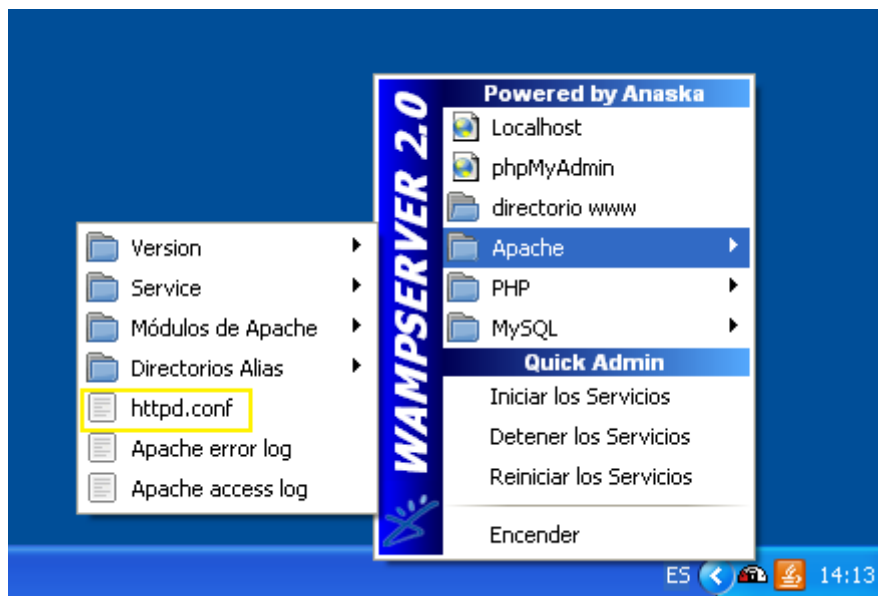 WAMPSERVER 2.0
Powered by Anaska
Localhost
phpMyAdmin
directorio www
Apache
PHP
MySQL
Quick Admin
Iniciar los Servicios
Detener los Servicios
Reiniciar los Servicios
Encender
Version
Service
Módulos de Apache
Directorios Alias
httpd.conf
Apache error log
Apache access log
ES
14:13